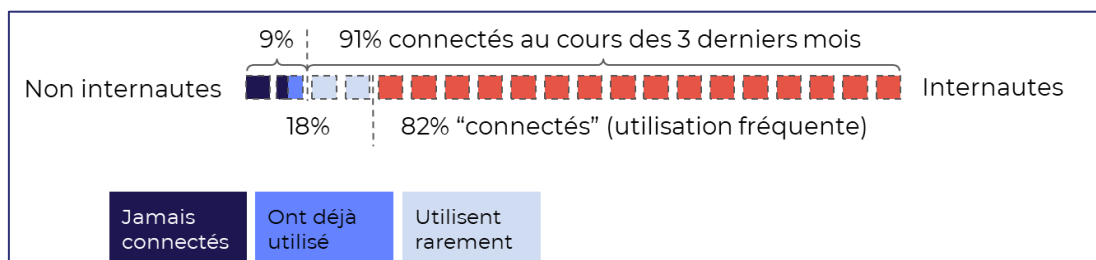 9%
91% connectés au cours des 3 derniers mois
Non internautes
Internautes
18%
82% “connectés” (utilisation fréquente)
Jamais
connectés
Ont déjà
utilisé
Utilisent
rarement